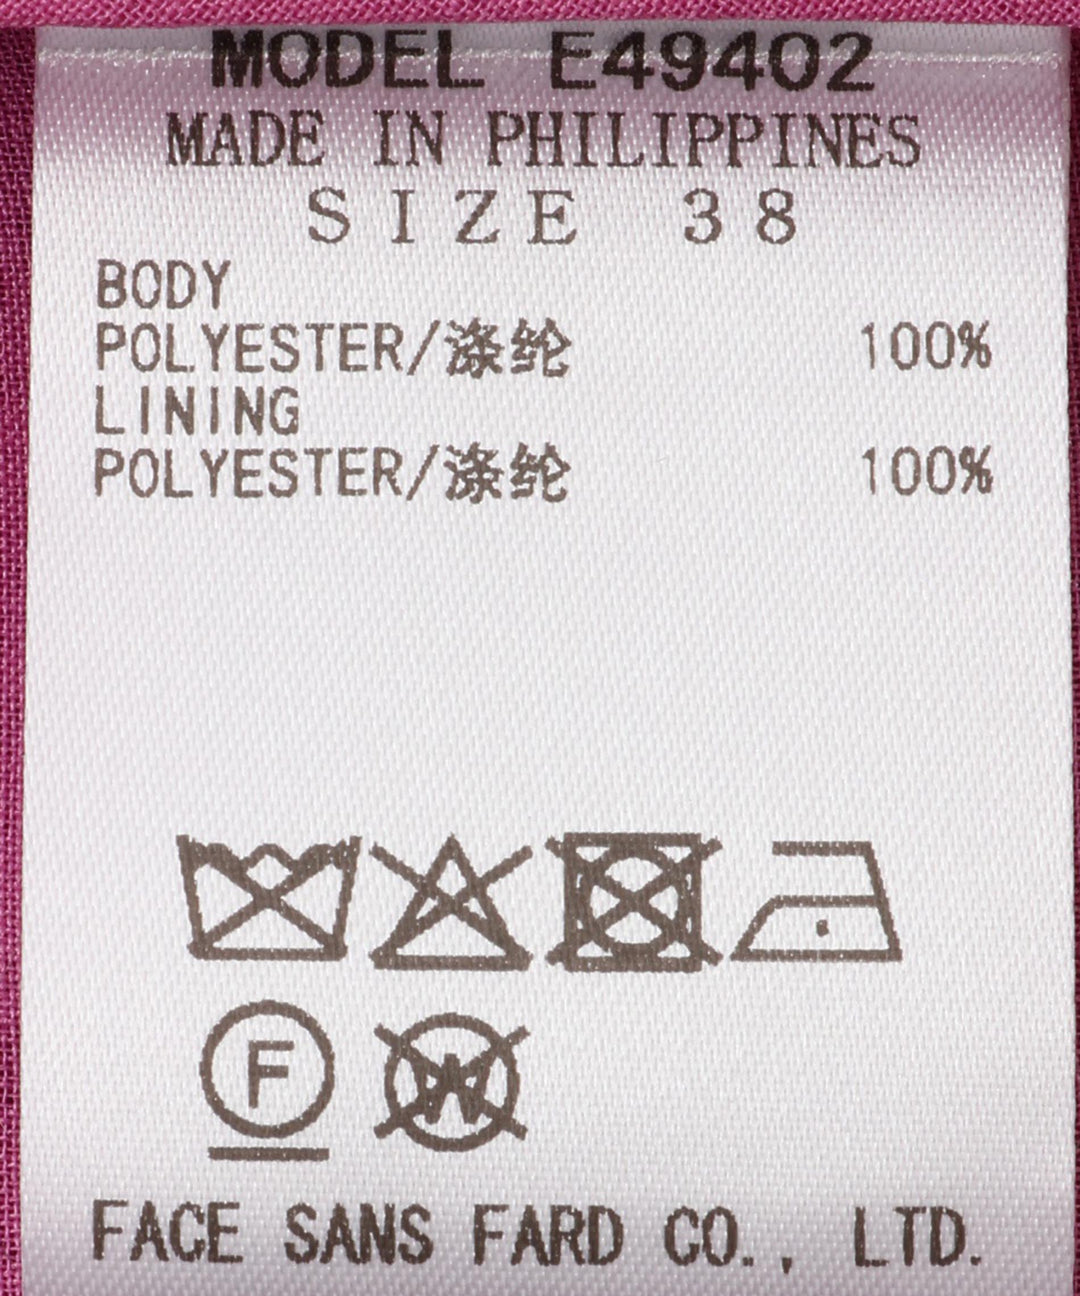 MODEL E49402
MADE IN PHILIPPINES
SIZE 38
BODY
POLYESTER/涤纶 100%
LINING
POLYESTER/涤纶 100%
F W
FACE SANS FARD CO., LTD.